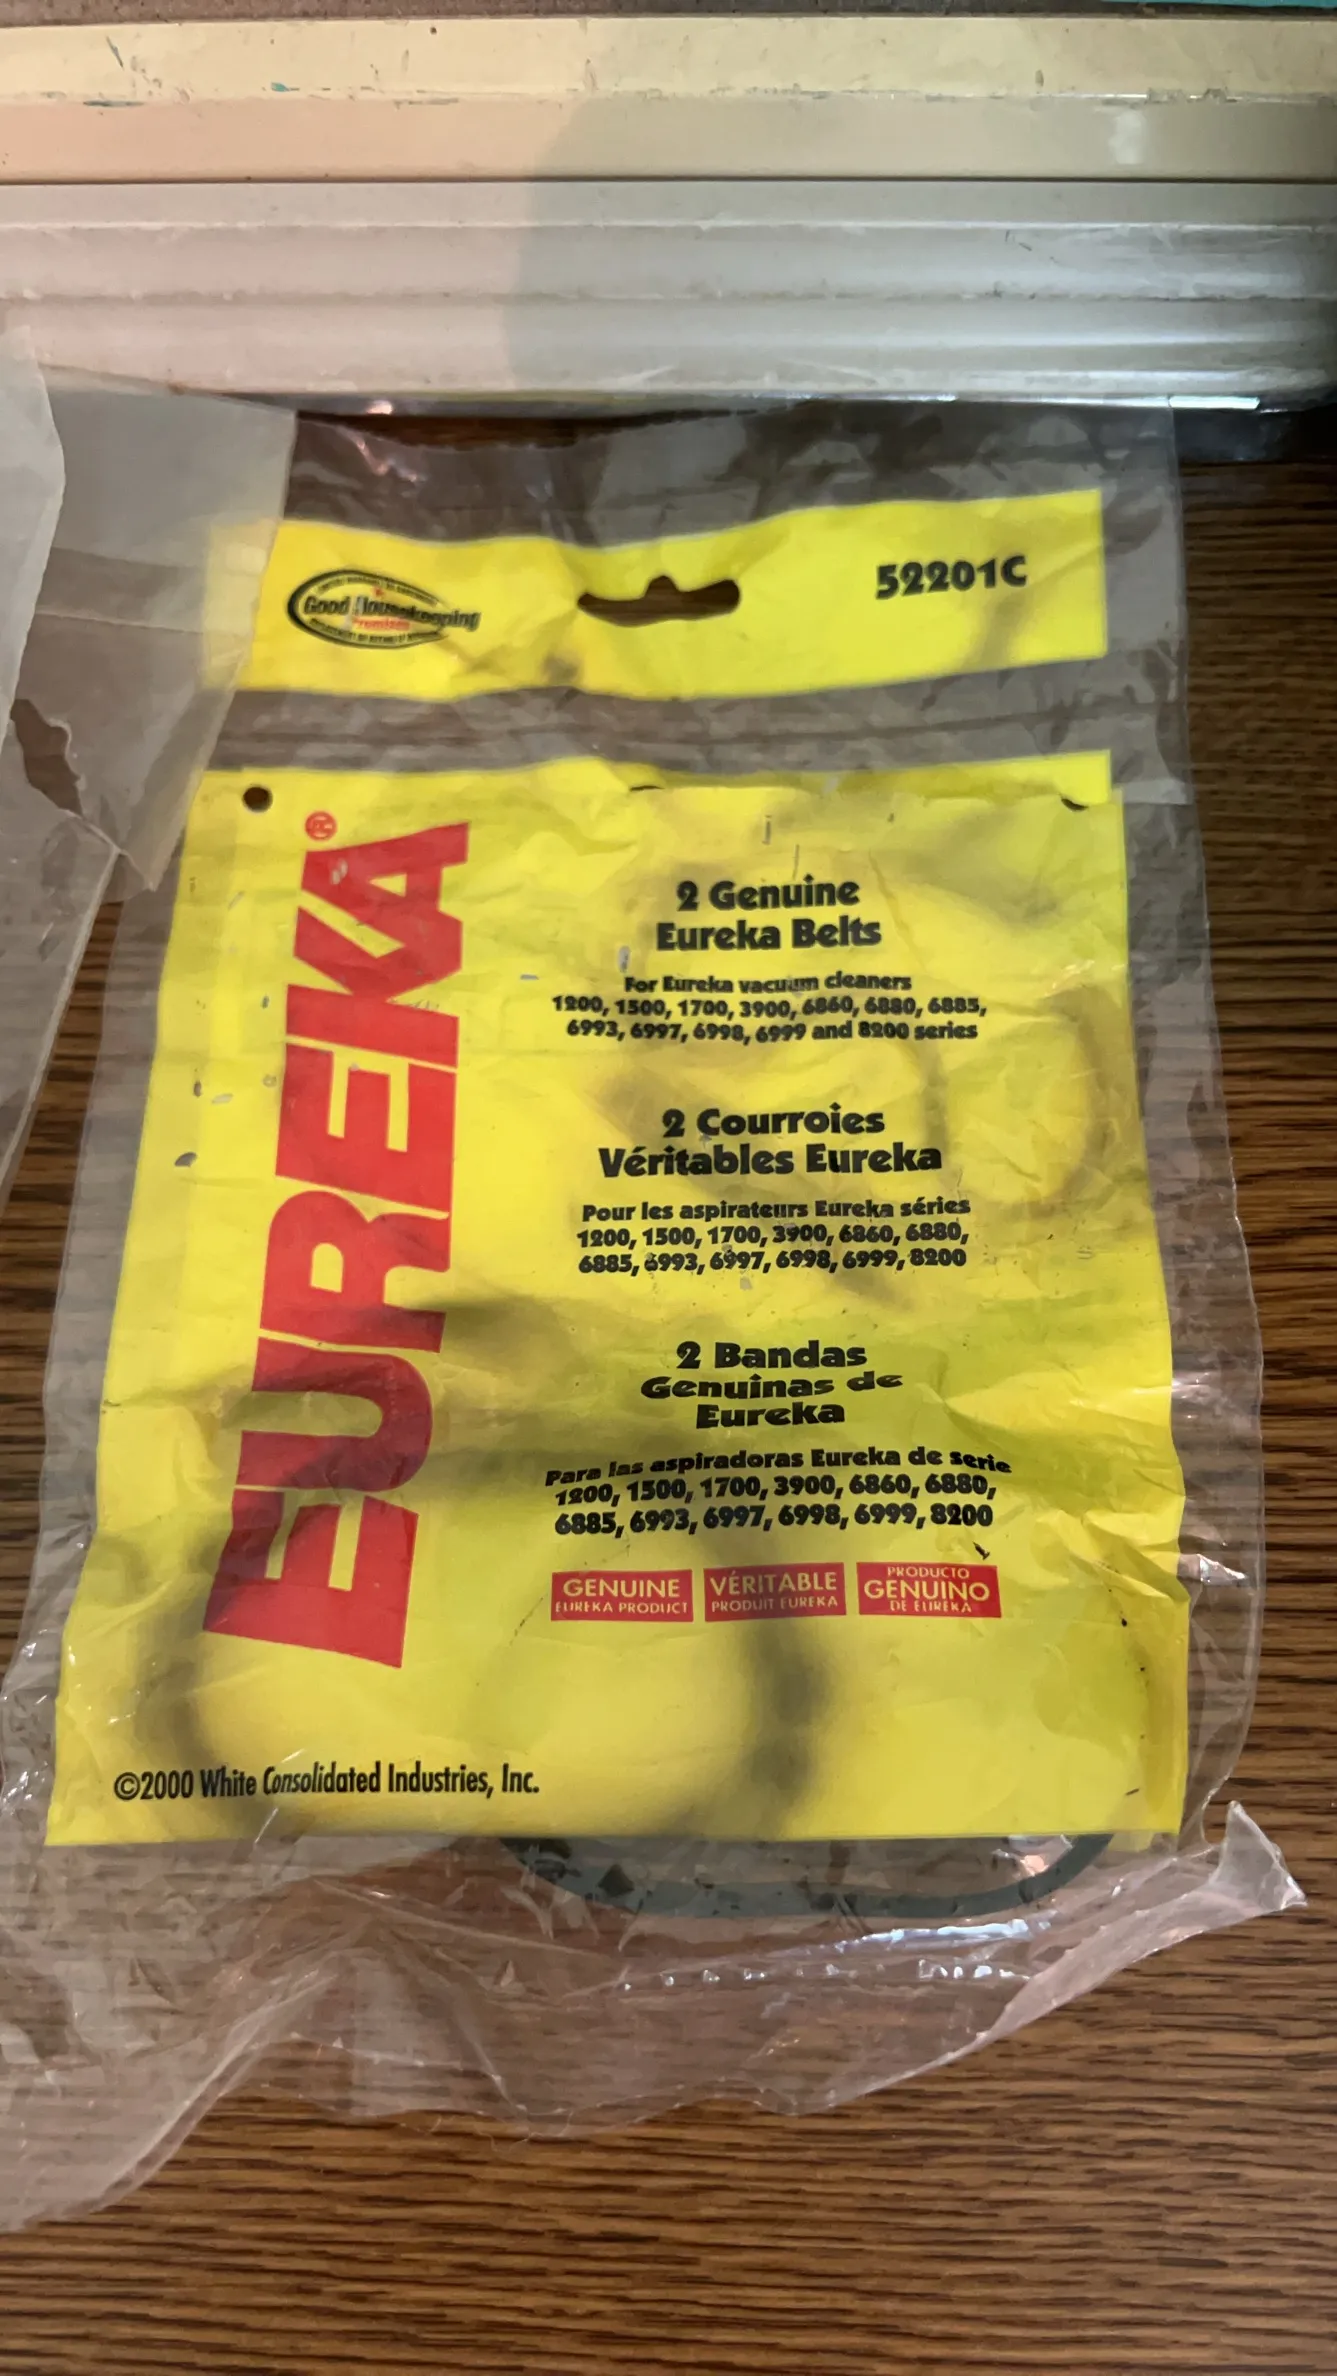 Good Housekeeping
Promises
52201C
EUREKA®
2 Genuine
Eureka Belts
For Eureka vacuum cleaners
1200, 1500, 1700, 3900, 6860, 6880, 6885,
6993, 6997, 6998, 6999 and 8200 series
2 Courroies
Véritables Eureka
Pour les aspirateurs Eureka séries
1200, 1500, 1700, 3900, 6860, 6880,
6885, 6993, 6997, 6998, 6999, 8200
2 Bandas
Genuinas de
Eureka
Para las aspiradoras Eureka de serie
1200, 1500, 1700, 3900, 6860, 6880,
6885, 6993, 6997, 6998, 6999, 8200
GENUINE
EUREKA PRODUCT
VÉRITABLE
PRODUIT EUREKA
PRODUCTO
GENUINO
DE EUREKA
©2000 White Consolidated Industries, Inc.